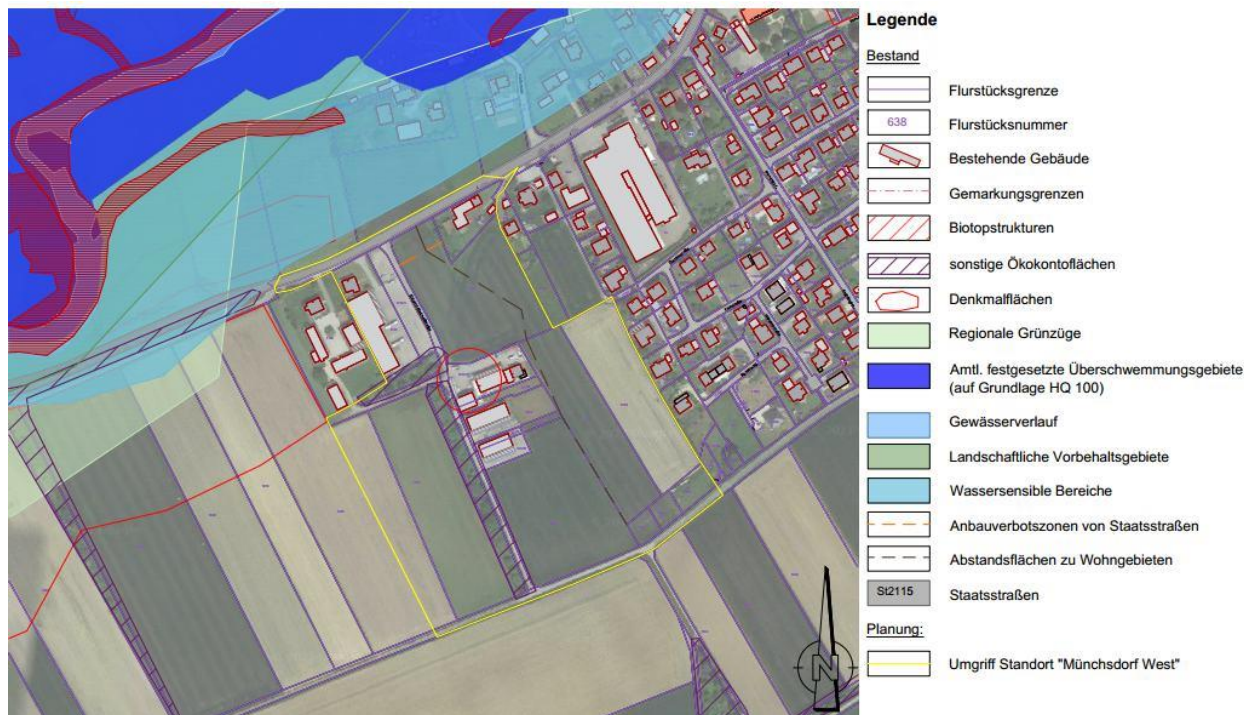 Legende
Bestand
Flurstücksgrenze
638
Flurstücksnummer
Bestehende Gebäude
Gemarkungsgrenzen
Biotopstrukturen
sonstige Ökokontoflächen
Denkmalflächen
Regionale Grünzüge
Amtl. festgesetzte Überschwemmungsgebiete
(auf Grundlage HQ 100)
Gewässerverlauf
Landschaftliche Vorbehaltsgebiete
Wassersensible Bereiche
Anbauverbotszonen von Staatsstraßen
Abstandsflächen zu Wohngebieten
St2115
Staatsstraßen
Planung:
Umgriff Standort "Münchsdorf West"
N